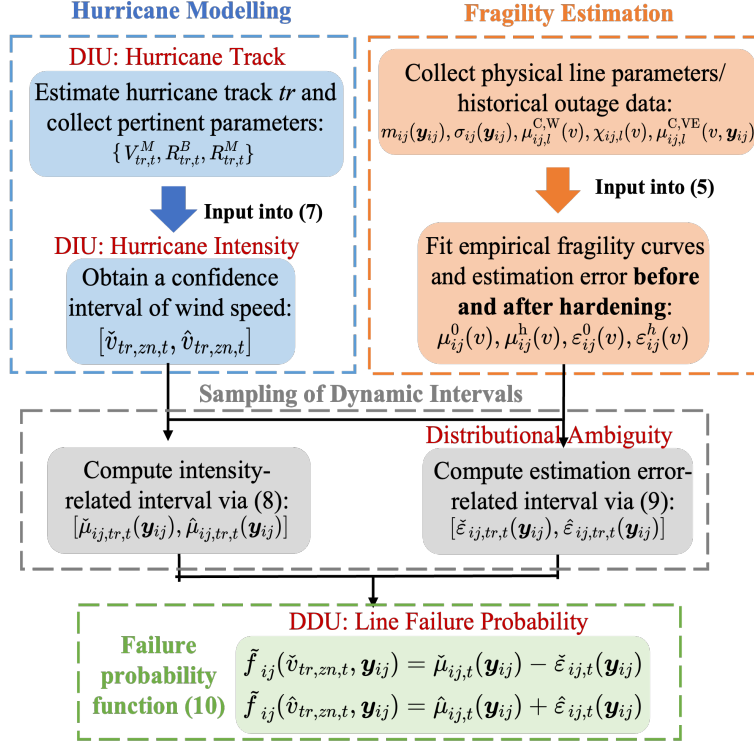 Hurricane Modelling
DIU: Hurricane Track
Estimate hurricane track tr and
collect pertinent parameters:
{V^M_{tr,t}, R^B_{tr,t}, R^M_{tr,t}}
Input into (7)
DIU: Hurricane Intensity
Obtain a confidence
interval of wind speed:
[v̌_{tr,zn,t}, v̂_{tr,zn,t}]
Fragility Estimation
Collect physical line parameters/
historical outage data:
m_{ij}(y_{ij}), σ_{ij}(y_{ij}), μ^{C,W}_{ij,l}(v), χ_{ij,l}(v), μ^{C,VE}_{ij,l}(v, y_{ij})
Input into (5)
Fit empirical fragility curves
and estimation error before
and after hardening:
μ^0_{ij}(v), μ^h_{ij}(v), ε^0_{ij}(v), ε^h_{ij}(v)
Sampling of Dynamic Intervals
Compute intensity-
related interval via (8):
[μ̌_{ij,tr,t}(y_{ij}), μ̂_{ij,tr,t}(y_{ij})]
Distributional Ambiguity
Compute estimation error-
related interval via (9):
[ε̌_{ij,tr,t}(y_{ij}), ε̂_{ij,tr,t}(y_{ij})]
DDU: Line Failure Probability
Failure
probability
function (10)
f̃_{ij}(v̌_{tr,zn,t}, y_{ij}) = μ̌_{ij,t}(y_{ij}) − ε̌_{ij,t}(y_{ij})
f̃_{ij}(v̂_{tr,zn,t}, y_{ij}) = μ̂_{ij,t}(y_{ij}) + ε̂_{ij,t}(y_{ij})